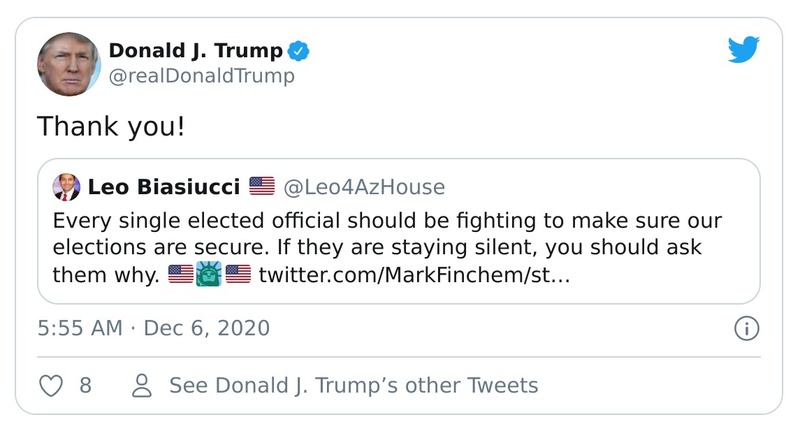 Donald J. Trump
@realDonaldTrump
Thank you!
Leo Biasiucci 🇺🇸 @Leo4AzHouse
Every single elected official should be fighting to make sure our
elections are secure. If they are staying silent, you should ask
them why. 🇺🇸🗽🇺🇸 twitter.com/MarkFinchem/st…
5:55 AM · Dec 6, 2020
8 See Donald J. Trump’s other Tweets